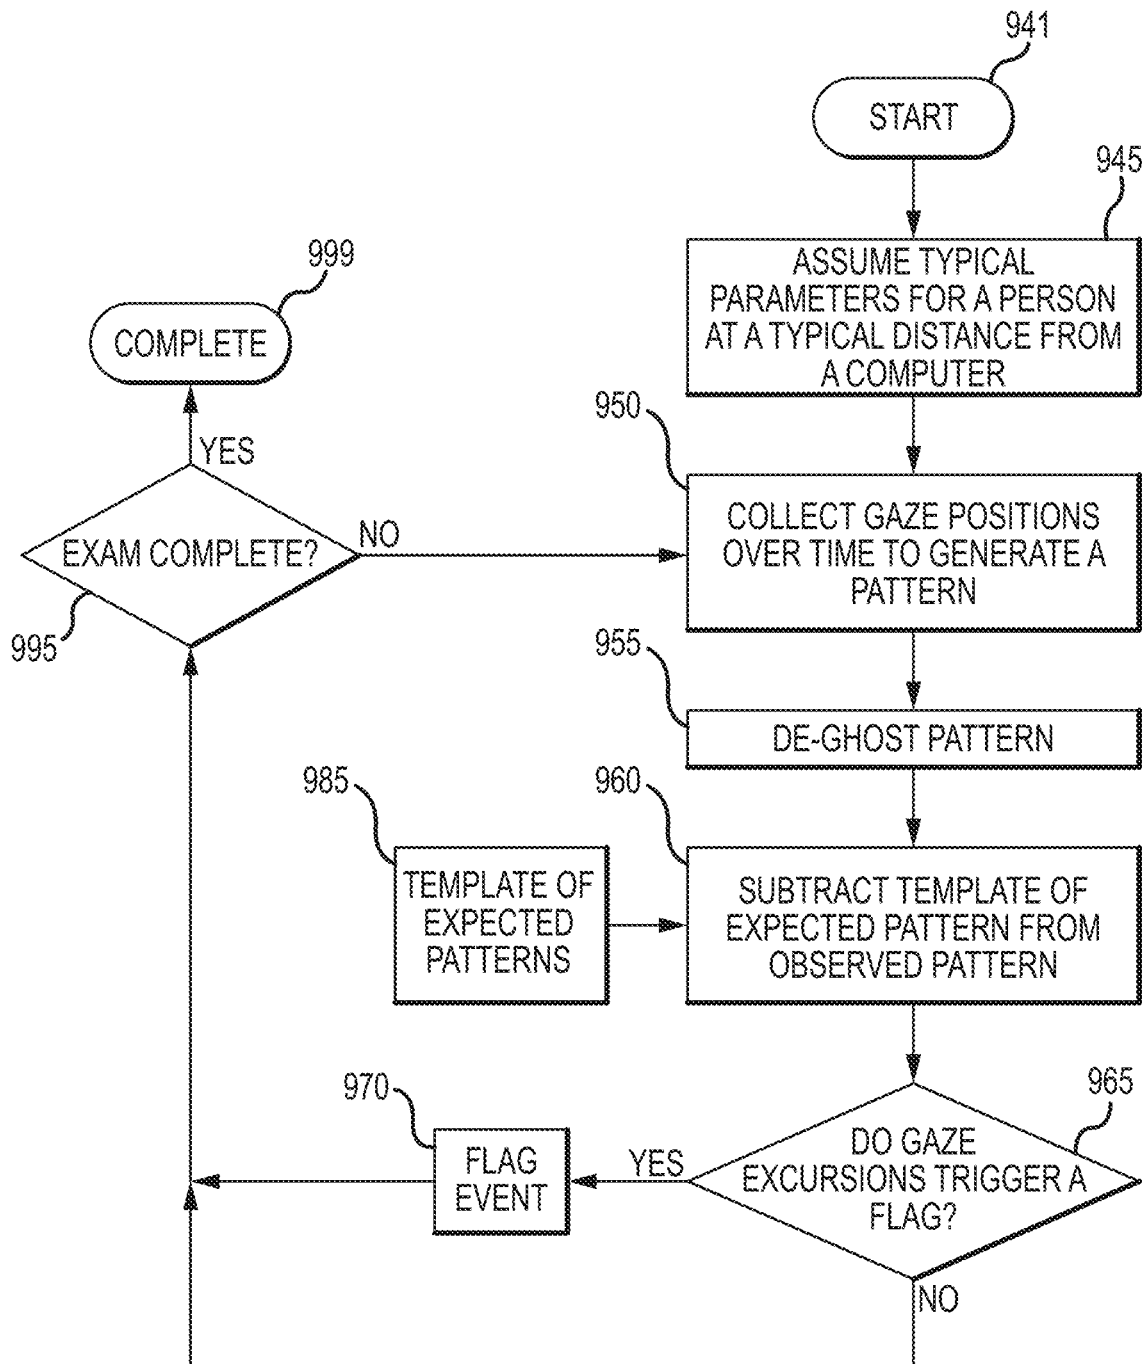 941
START
945
ASSUME TYPICAL
PARAMETERS FOR A PERSON
AT A TYPICAL DISTANCE FROM
A COMPUTER
999
COMPLETE
950
COLLECT GAZE POSITIONS
OVER TIME TO GENERATE A
PATTERN
YES
EXAM COMPLETE?
NO
995
955
DE-GHOST PATTERN
985
TEMPLATE OF
EXPECTED
PATTERNS
960
SUBTRACT TEMPLATE OF
EXPECTED PATTERN FROM
OBSERVED PATTERN
965
DO GAZE
EXCURSIONS TRIGGER A
FLAG?
YES
970
FLAG
EVENT
NO